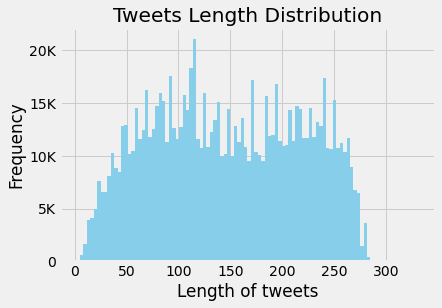 Tweets Length Distribution
Frequency
20K
15K
10K
5K
0
0 50 100 150 200 250 300
Length of tweets